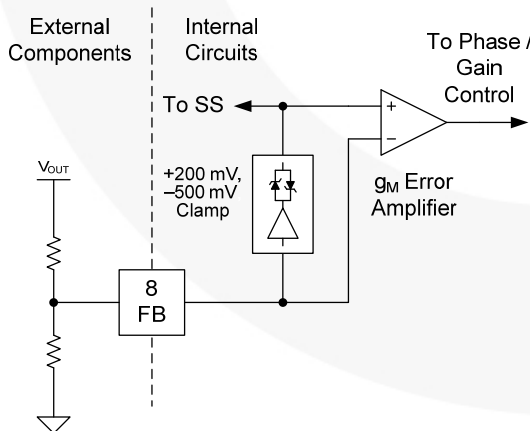 External
Components
Internal
Circuits
To Phase /
Gain
Control
To SS
+
−
+200 mV,
−500 mV
Clamp
gM Error
Amplifier
VOUT
8
FB